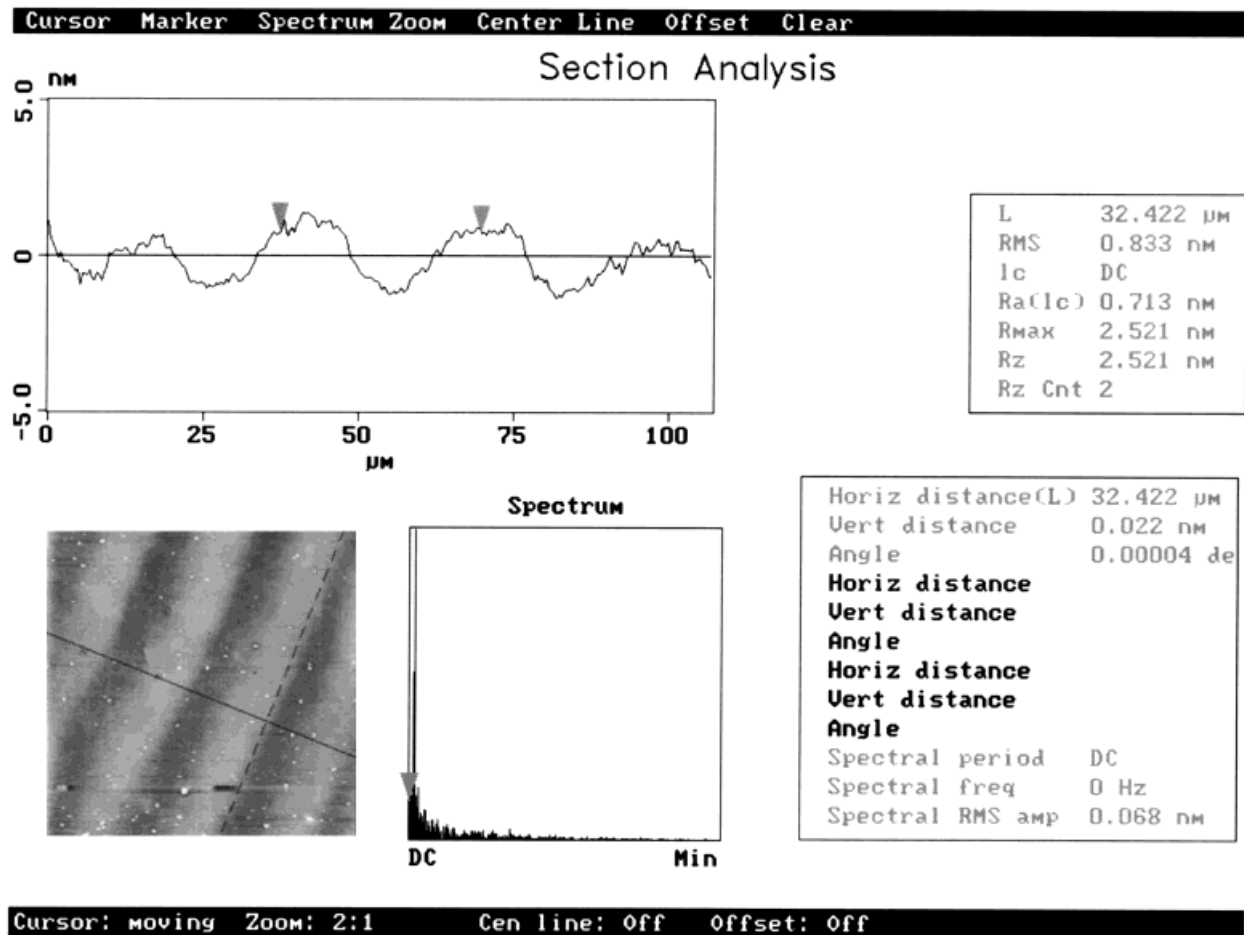 Cursor Marker Spectrum Zoom Center Line Offset Clear
Section Analysis
nm
5.0
0
-5.0
0 25 50 75 100
µm
L 32.422 µm
RMS 0.833 nm
lc DC
Ra(lc) 0.713 nm
Rmax 2.521 nm
Rz 2.521 nm
Rz Cnt 2
Spectrum
DC Min
Horiz distance(L) 32.422 µm
Vert distance 0.022 nm
Angle 0.00004 de
Horiz distance
Vert distance
Angle
Horiz distance
Vert distance
Angle
Spectral period DC
Spectral freq 0 Hz
Spectral RMS amp 0.068 nm
Cursor: moving Zoom: 2:1 Cen line: Off Offset: Off